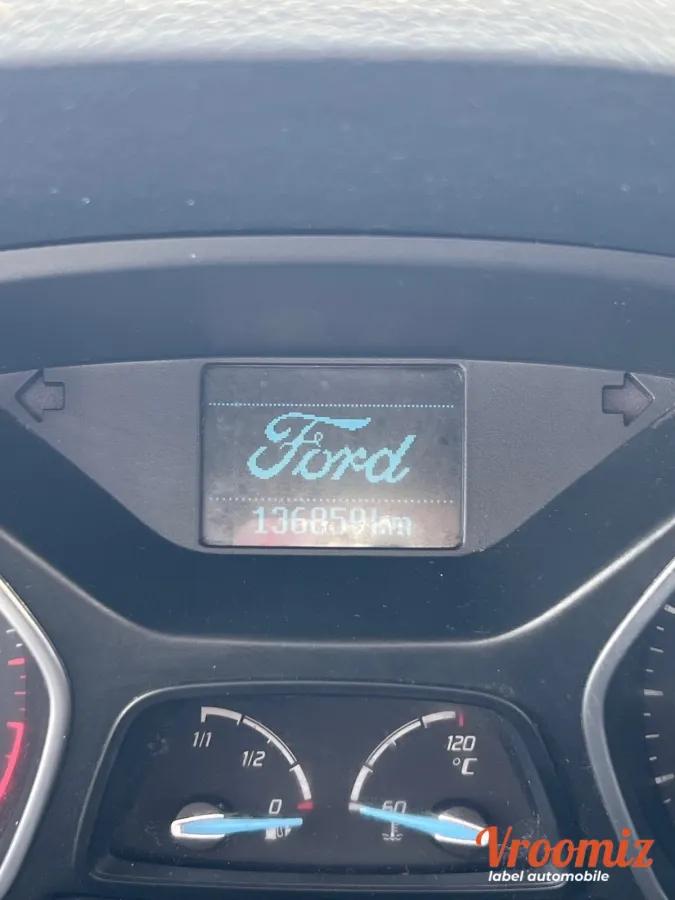 Ford
136859km
1/1
1/2
0
120
°C
60
Vroomiz
label automobile